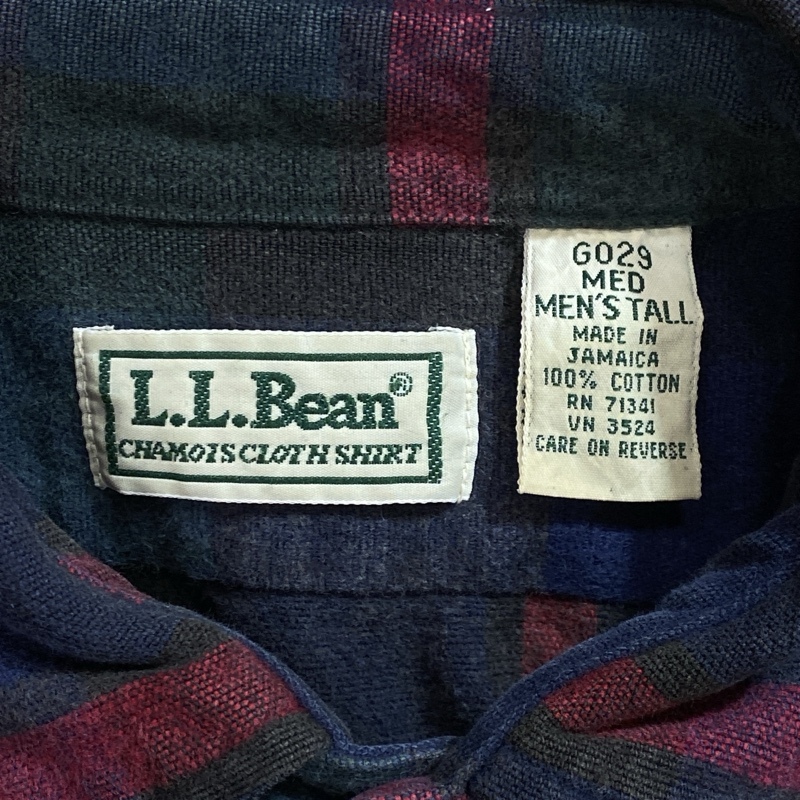 L.L.Bean®
CHAMOIS CLOTH SHIRT
G029
MED
MEN'S TALL
MADE IN
JAMAICA
100% COTTON
RN 71341
VN 3524
CARE ON REVERSE